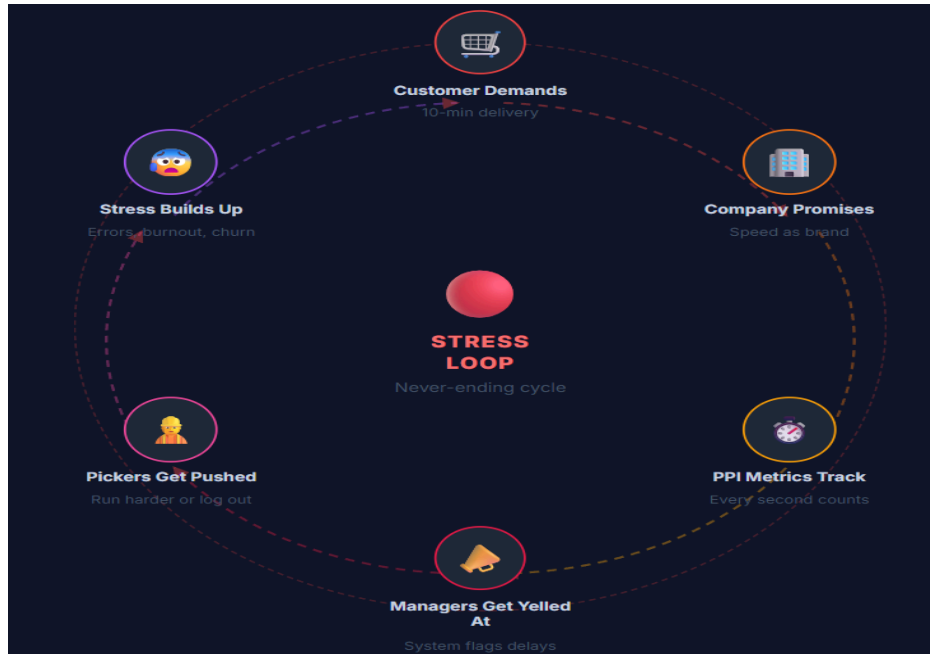 Customer Demands
10-min delivery
Company Promises
Speed as brand
PPI Metrics Track
Every second counts
Managers Get Yelled
At
System flags delays
Pickers Get Pushed
Run harder or log out
Stress Builds Up
Errors, burnout, churn
STRESS
LOOP
Never-ending cycle